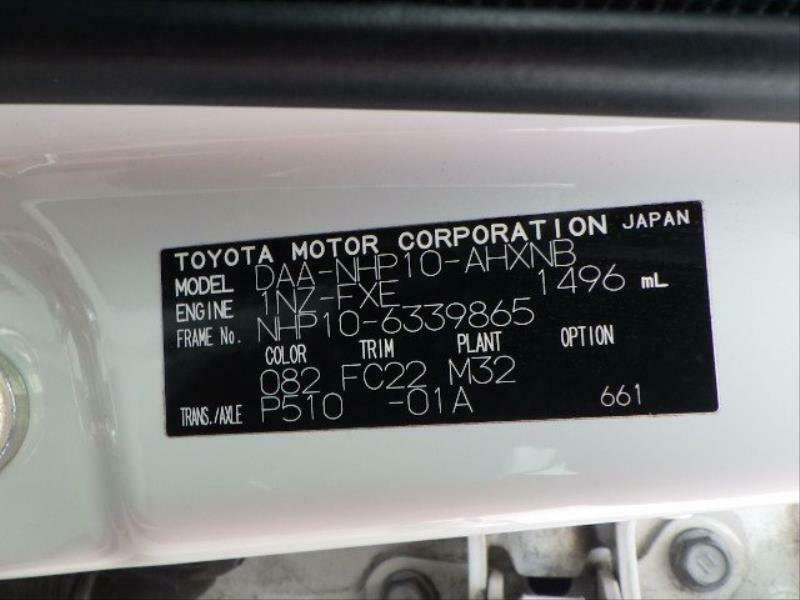 TOYOTA MOTOR CORPORATION JAPAN
MODEL DAA-NHP10-AHXNB
ENGINE 1NZ-FXE 1496 mL
FRAME No. NHP10-6339865
COLOR TRIM PLANT OPTION
082 FC22 M32
TRANS./AXLE P510 -01A 661